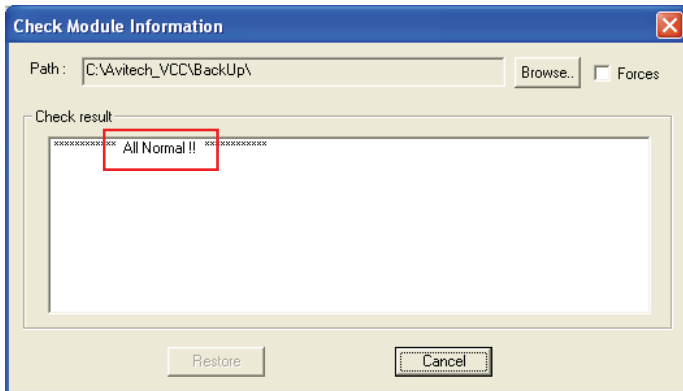 Check Module Information
Path : C:\Avitech_VCC\BackUp\ Browse.. Forces
Check result
************ All Normal !! ************
Restore Cancel